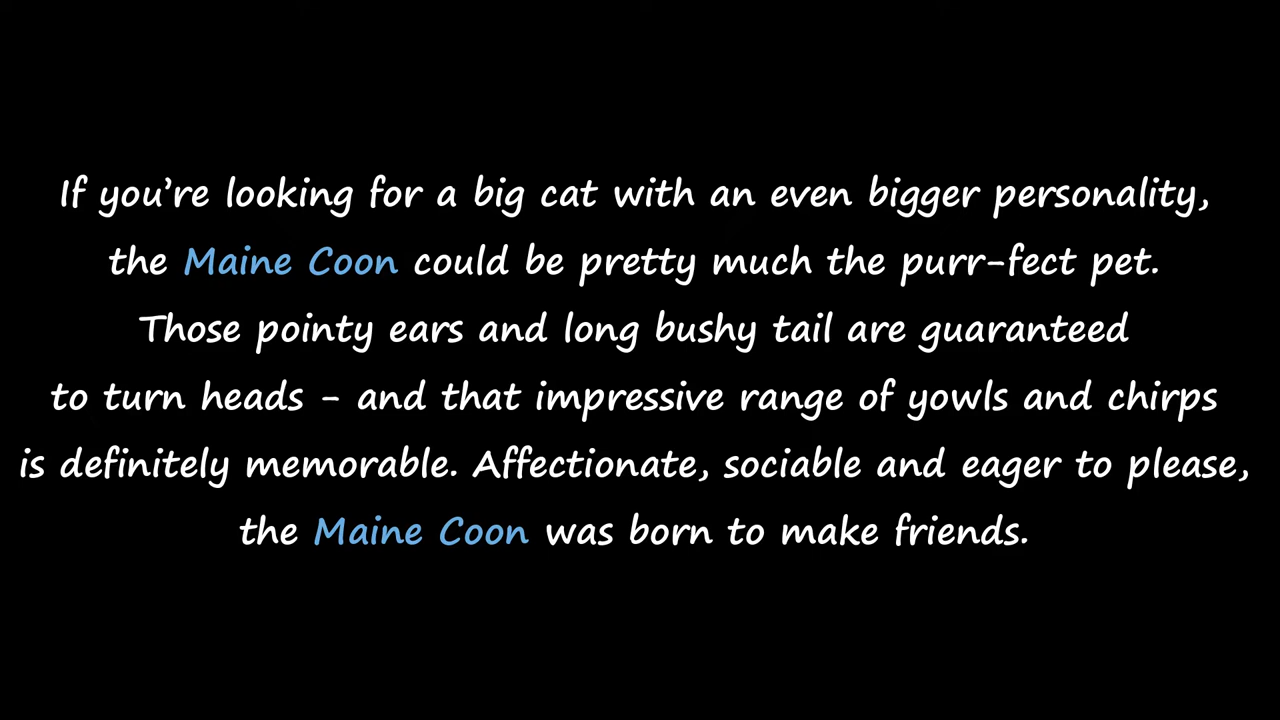 If you’re looking for a big cat with an even bigger personality,
the Maine Coon could be pretty much the purr-fect pet.
Those pointy ears and long bushy tail are guaranteed
to turn heads - and that impressive range of yowls and chirps
is definitely memorable. Affectionate, sociable and eager to please,
the Maine Coon was born to make friends.